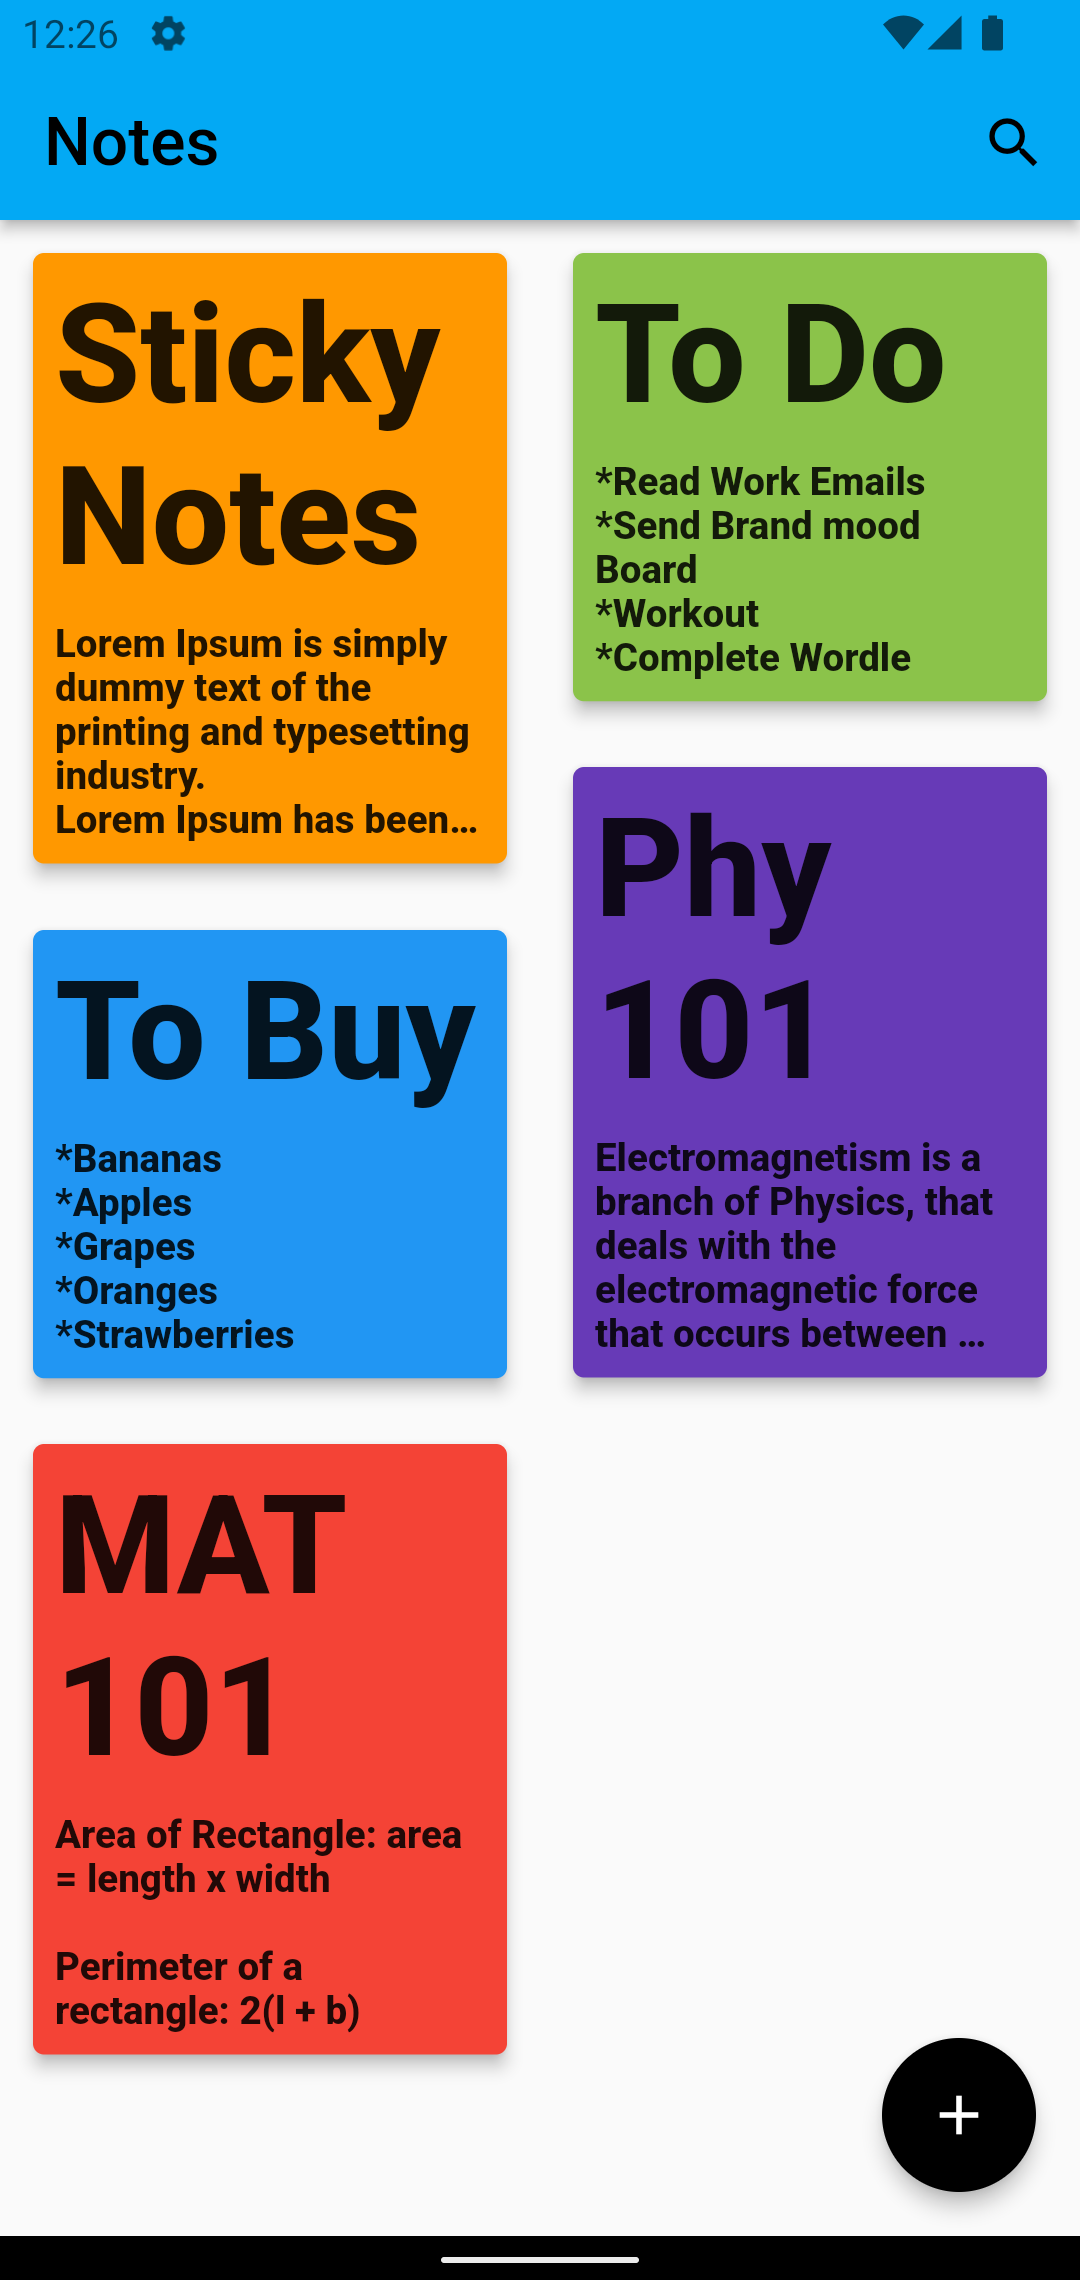 12:26
Notes
Sticky
Notes
Lorem Ipsum is simply
dummy text of the
printing and typesetting
industry.
Lorem Ipsum has been...
To Do
*Read Work Emails
*Send Brand mood
Board
*Workout
*Complete Wordle
To Buy
*Bananas
*Apples
*Grapes
*Oranges
*Strawberries
Phy
101
Electromagnetism is a
branch of Physics, that
deals with the
electromagnetic force
that occurs between ...
MAT
101
Area of Rectangle: area
= length x width
Perimeter of a
rectangle: 2(l + b)